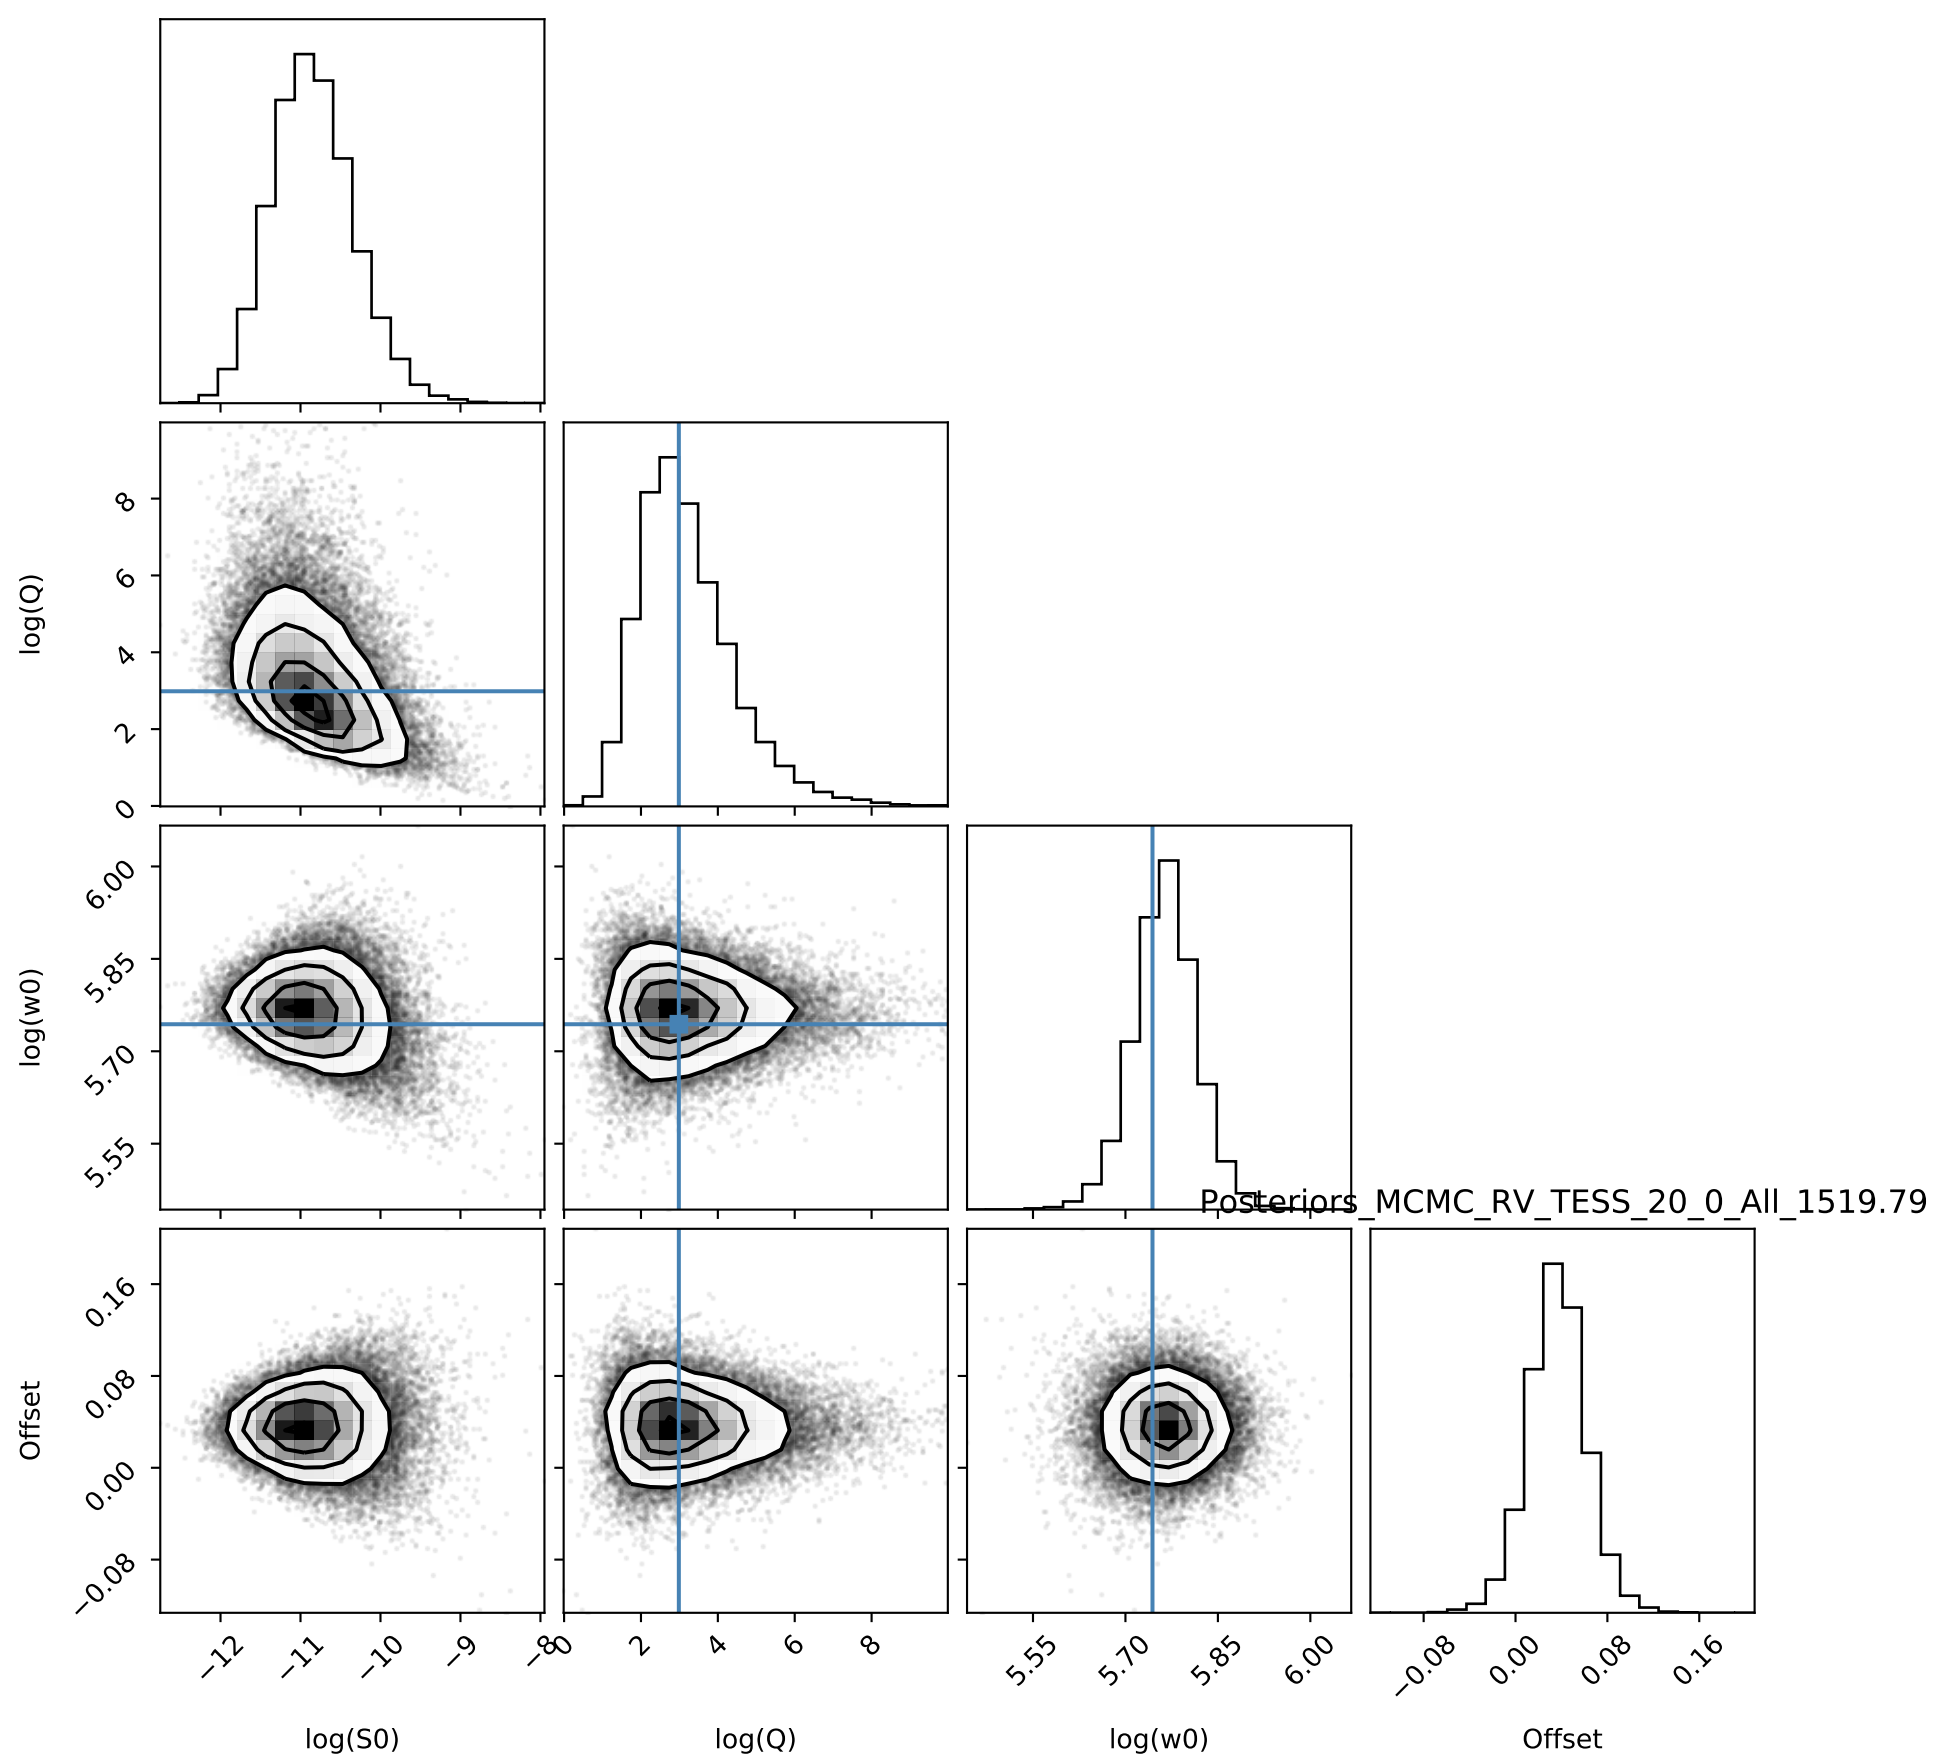 8
6
log(Q)
4
2
0
6.00
5.85
log(w0)
5.70
5.55
Posteriors_MCMC_RV_TESS_20_0_All_1519.79
0.16
0.08
Offset
0.00
−0.08
−12 −11 −10 −9 −8 0 2 4 6 8 5.55 5.70 5.85 6.00 −0.08 0.00 0.08 0.16
log(S0) log(Q) log(w0) Offset